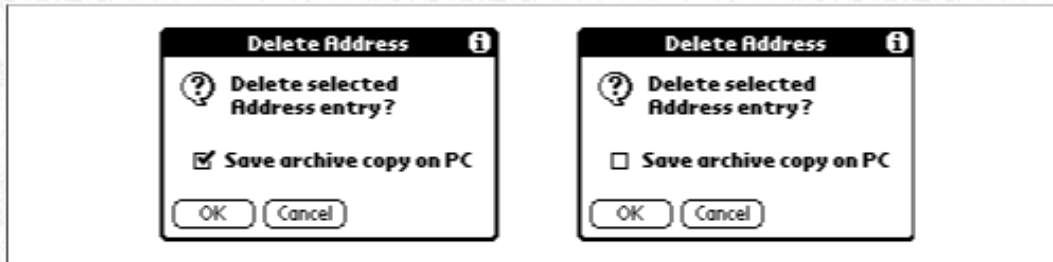 Delete Address i
? Delete selected
Address entry?
Save archive copy on PC
OK Cancel
Delete Address i
? Delete selected
Address entry?
Save archive copy on PC
OK Cancel